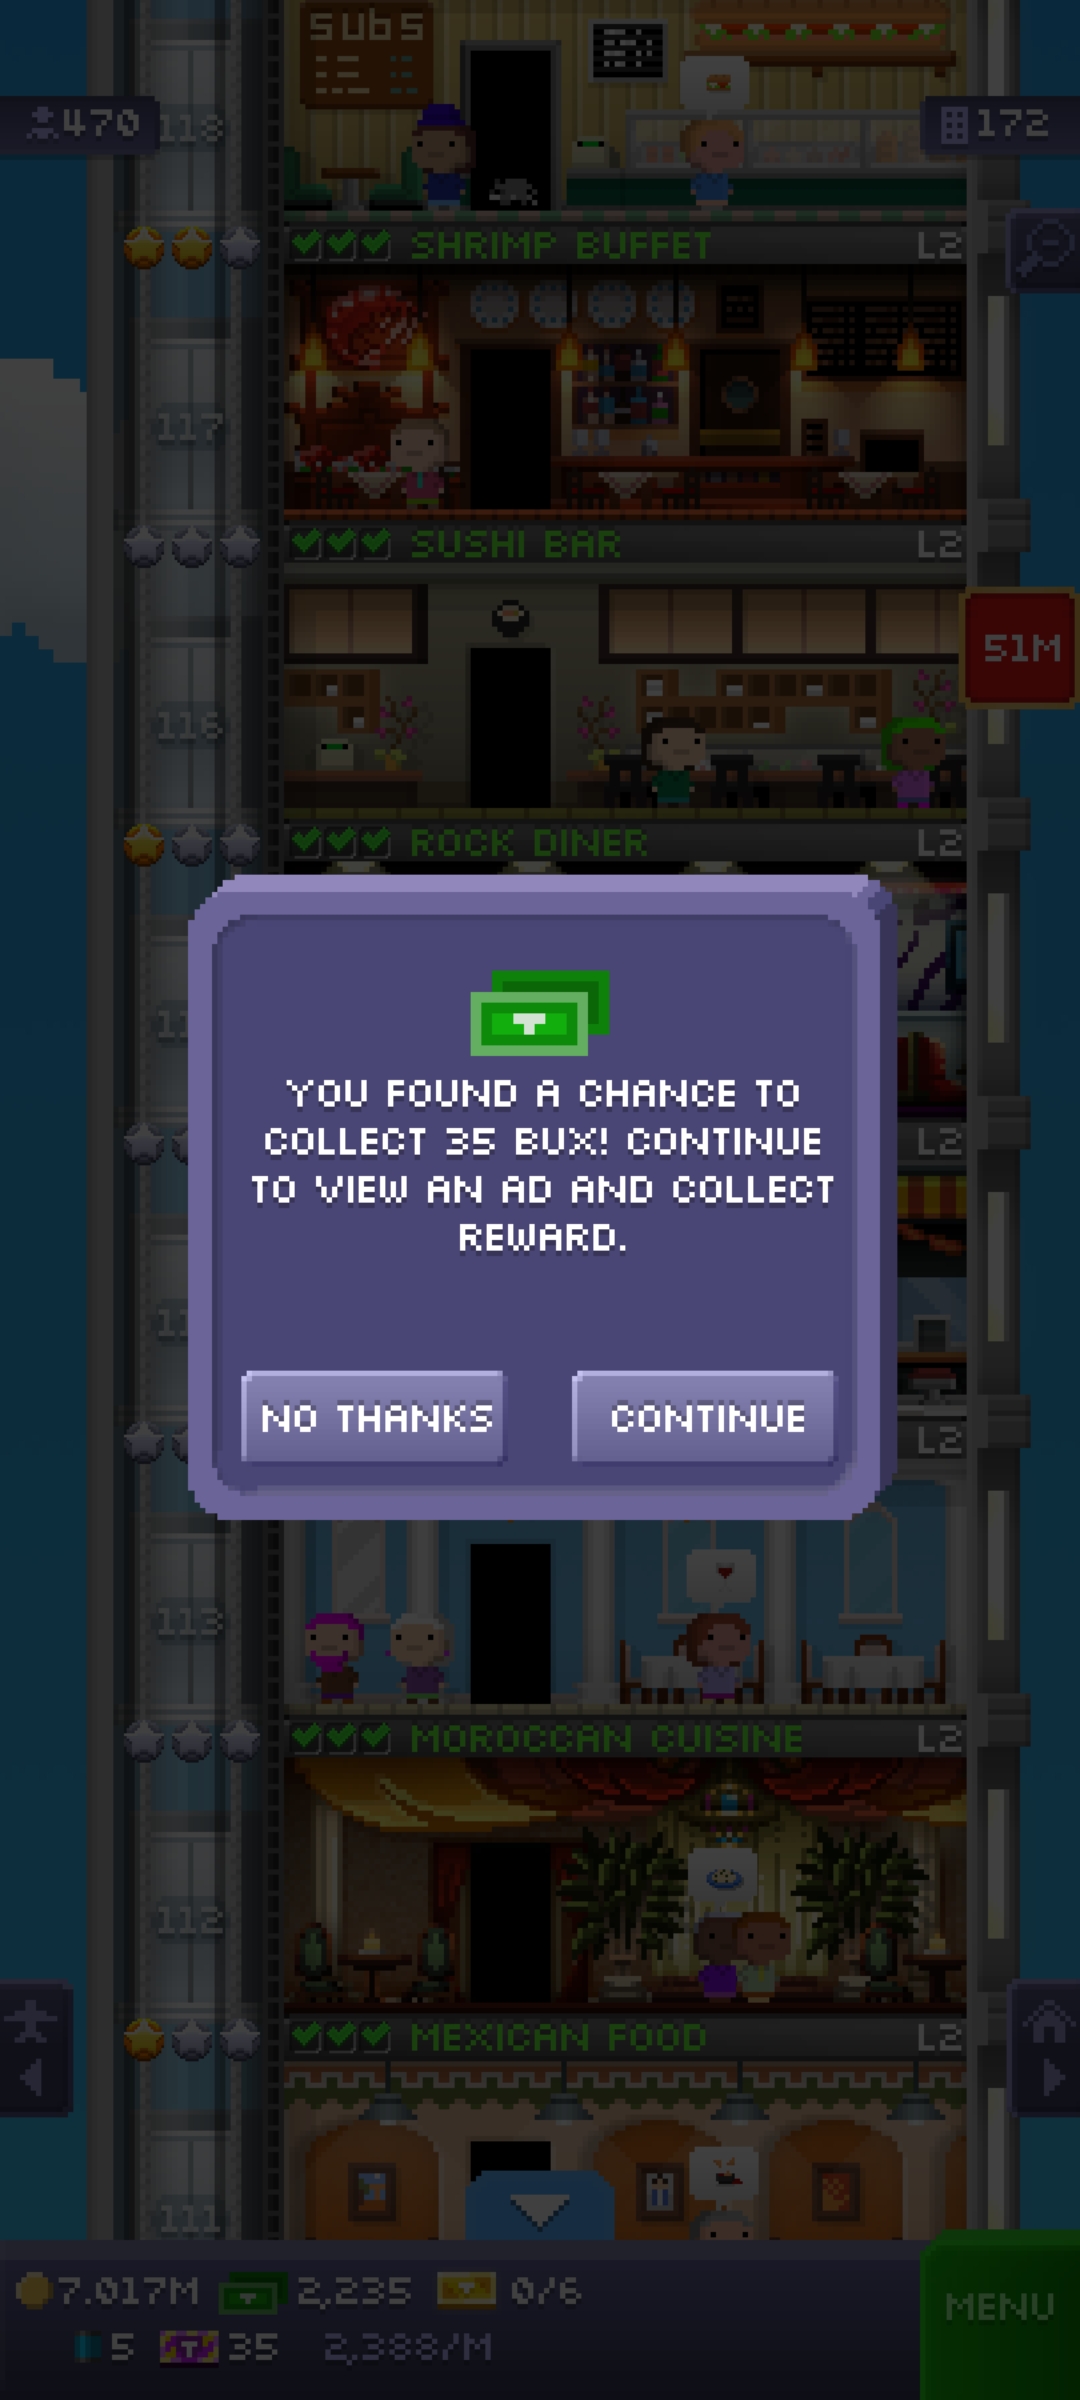 subs
470
118
172
SHRIMP BUFFET L2
117
SUSHI BAR L2
51M
116
ROCK DINER L2
YOU FOUND A CHANCE TO
COLLECT 35 BUX! CONTINUE
TO VIEW AN AD AND COLLECT
REWARD.
L2
NO THANKS
CONTINUE
L2
113
MOROCCAN CUISINE L2
112
MEXICAN FOOD L2
111
7.017M 2,235 0/6
MENU
5 35 2,388/M